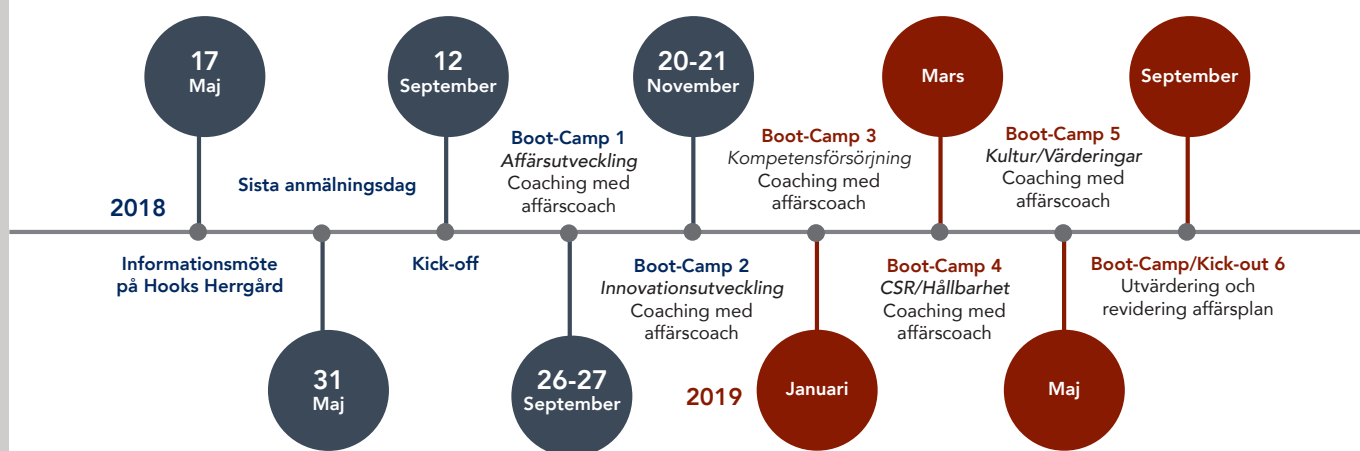 2018
17
Maj
Informationsmöte
på Hooks Herrgård
Sista anmälningsdag
31
Maj
12
September
Kick-off
Boot-Camp 1
Affärsutveckling
Coaching med
affärscoach
26-27
September
20-21
November
Boot-Camp 2
Innovationsutveckling
Coaching med
affärscoach
2019
Boot-Camp 3
Kompetensförsörjning
Coaching med
affärscoach
Januari
Mars
Boot-Camp 4
CSR/Hållbarhet
Coaching med
affärscoach
Boot-Camp 5
Kultur/Värderingar
Coaching med
affärscoach
Maj
September
Boot-Camp/Kick-out 6
Utvärdering och
revidering affärsplan